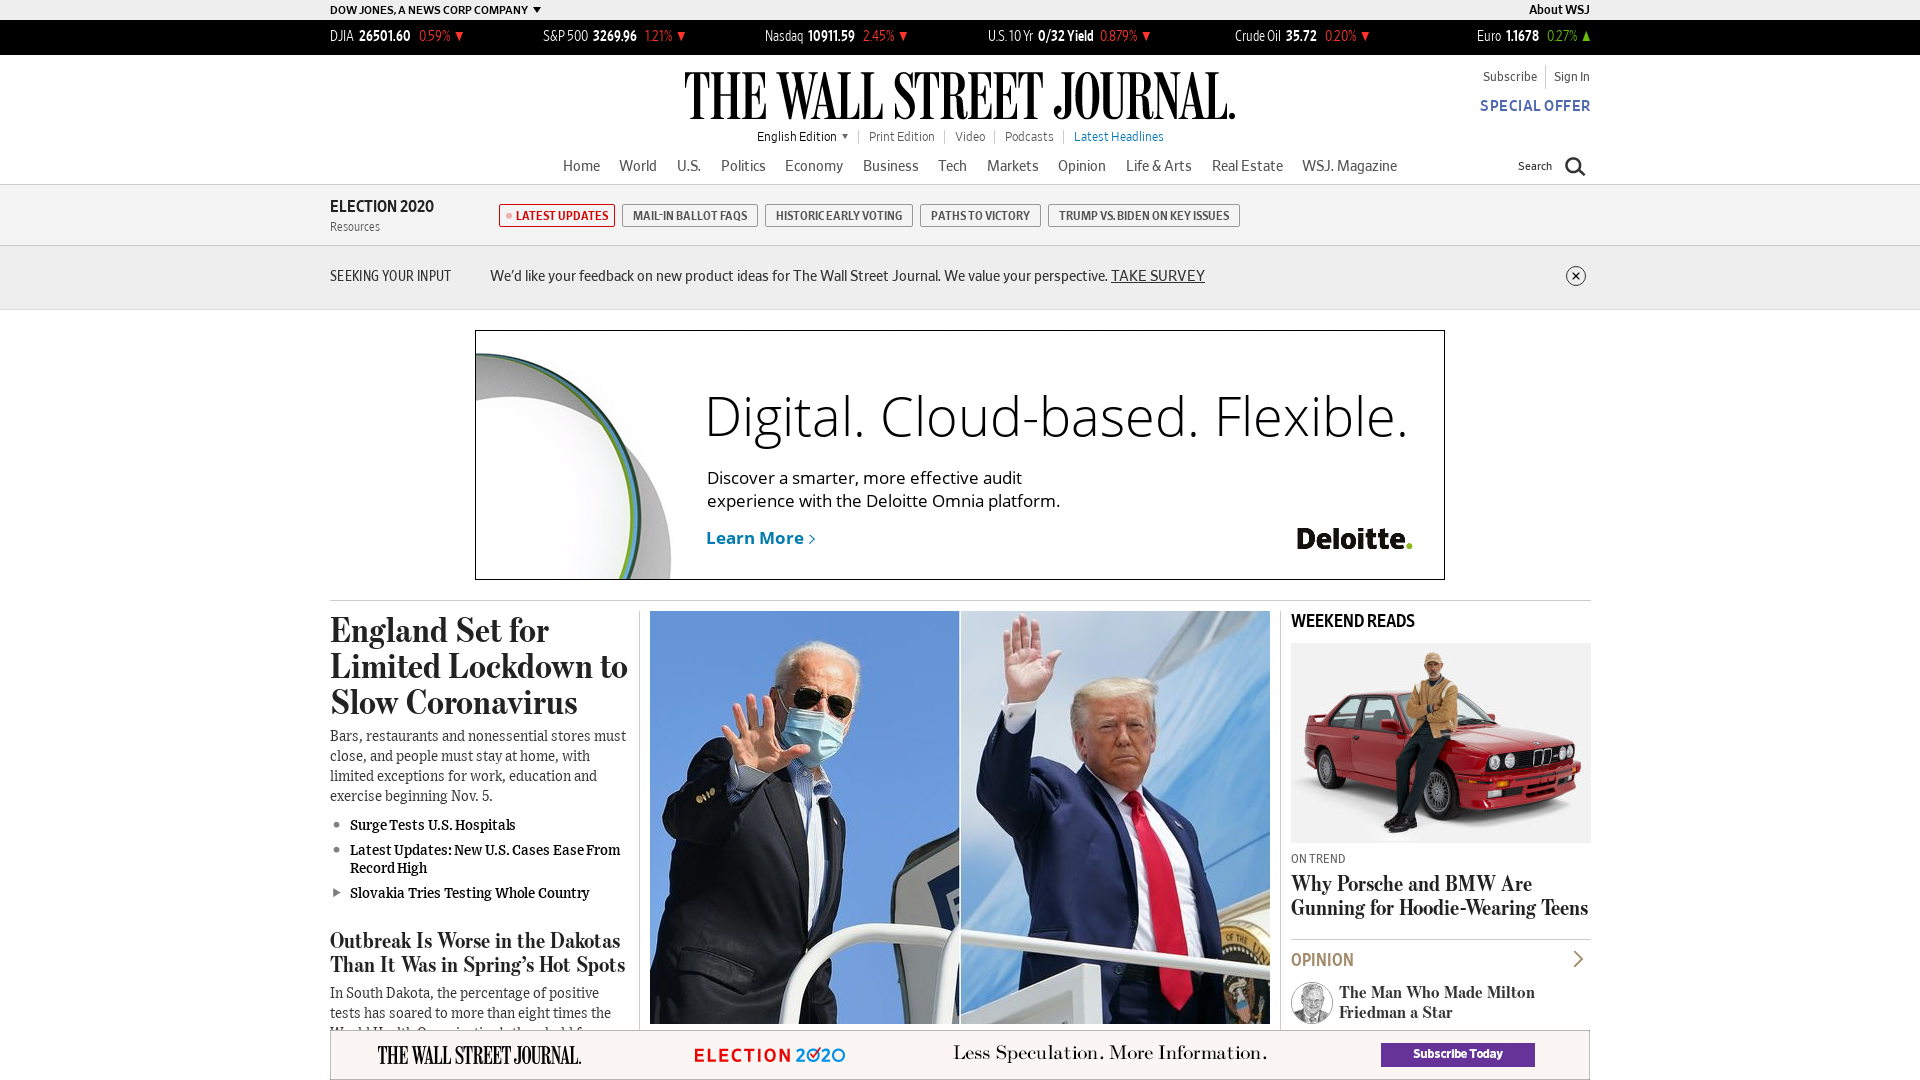 DOW JONES, A NEWS CORP COMPANY
About WSJ
DJIA 26501.60 0.59%
S&P 500 3269.96 1.21%
Nasdaq 10911.59 2.45%
U.S. 10 Yr 0/32 Yield 0.879%
Crude Oil 35.72 0.20%
Euro 1.1678 0.27%
THE WALL STREET JOURNAL.
Subscribe
Sign In
SPECIAL OFFER
English Edition
Print Edition
Video
Podcasts
Latest Headlines
Home
World
U.S.
Politics
Economy
Business
Tech
Markets
Opinion
Life & Arts
Real Estate
WSJ. Magazine
Search
ELECTION 2020
Resources
LATEST UPDATES
MAIL-IN BALLOT FAQS
HISTORIC EARLY VOTING
PATHS TO VICTORY
TRUMP VS. BIDEN ON KEY ISSUES
SEEKING YOUR INPUT
We’d like your feedback on new product ideas for The Wall Street Journal. We value your perspective. TAKE SURVEY
Digital. Cloud-based. Flexible.
Discover a smarter, more effective audit
experience with the Deloitte Omnia platform.
Learn More
Deloitte.
England Set for
Limited Lockdown to
Slow Coronavirus
Bars, restaurants and nonessential stores must
close, and people must stay at home, with
limited exceptions for work, education and
exercise beginning Nov. 5.
Surge Tests U.S. Hospitals
Latest Updates: New U.S. Cases Ease From
Record High
Slovakia Tries Testing Whole Country
Outbreak Is Worse in the Dakotas
Than It Was in Spring’s Hot Spots
In South Dakota, the percentage of positive
tests has soared to more than eight times the
WEEKEND READS
ON TREND
Why Porsche and BMW Are
Gunning for Hoodie-Wearing Teens
OPINION
The Man Who Made Milton
Friedman a Star
THE WALL STREET JOURNAL.
ELECTION 2020
Less Speculation. More Information.
Subscribe Today